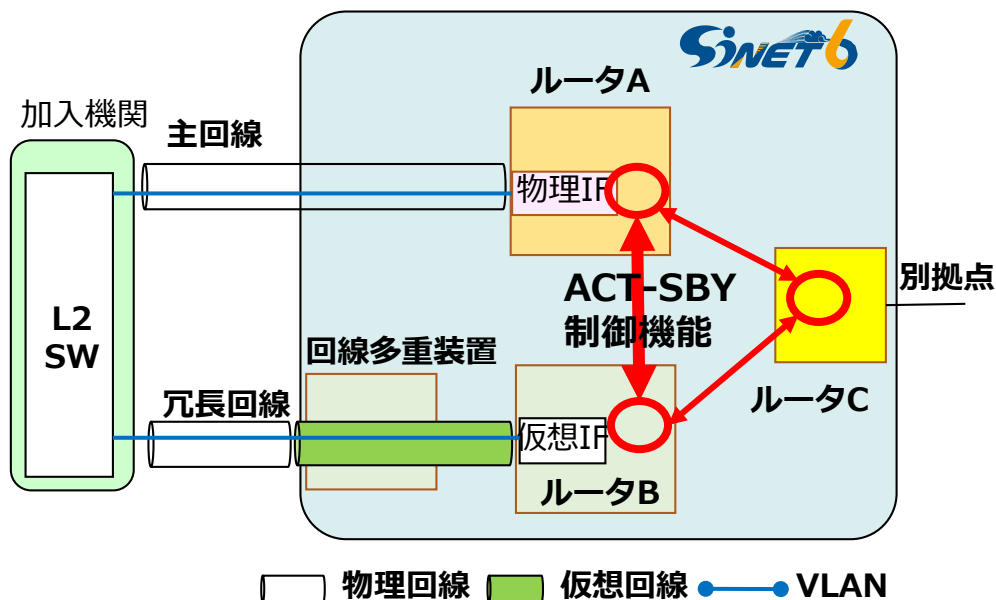 SINET6
ルータA
加入機関
主回線
物理IF
ACT-SBY
制御機能
別拠点
L2
SW
回線多重装置
冗長回線
ルータC
仮想IF
ルータB
物理回線
仮想回線
VLAN